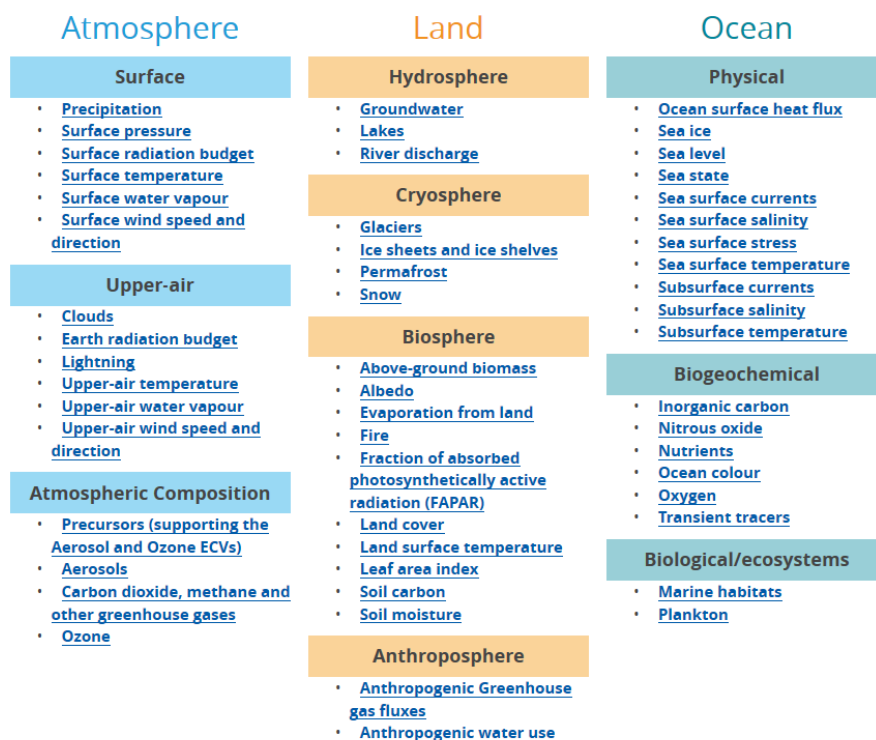 Atmosphere
Surface
• Precipitation
• Surface pressure
• Surface radiation budget
• Surface temperature
• Surface water vapour
• Surface wind speed and
direction
Upper-air
• Clouds
• Earth radiation budget
• Lightning
• Upper-air temperature
• Upper-air water vapour
• Upper-air wind speed and
direction
Atmospheric Composition
• Precursors (supporting the
Aerosol and Ozone ECVs)
• Aerosols
• Carbon dioxide, methane and
other greenhouse gases
• Ozone
Land
Hydrosphere
• Groundwater
• Lakes
• River discharge
Cryosphere
• Glaciers
• Ice sheets and ice shelves
• Permafrost
• Snow
Biosphere
• Above-ground biomass
• Albedo
• Evaporation from land
• Fire
• Fraction of absorbed
photosynthetically active
radiation (FAPAR)
• Land cover
• Land surface temperature
• Leaf area index
• Soil carbon
• Soil moisture
Anthroposphere
• Anthropogenic Greenhouse
gas fluxes
• Anthropogenic water use
Ocean
Physical
• Ocean surface heat flux
• Sea ice
• Sea level
• Sea state
• Sea surface currents
• Sea surface salinity
• Sea surface stress
• Sea surface temperature
• Subsurface currents
• Subsurface salinity
• Subsurface temperature
Biogeochemical
• Inorganic carbon
• Nitrous oxide
• Nutrients
• Ocean colour
• Oxygen
• Transient tracers
Biological/ecosystems
• Marine habitats
• Plankton